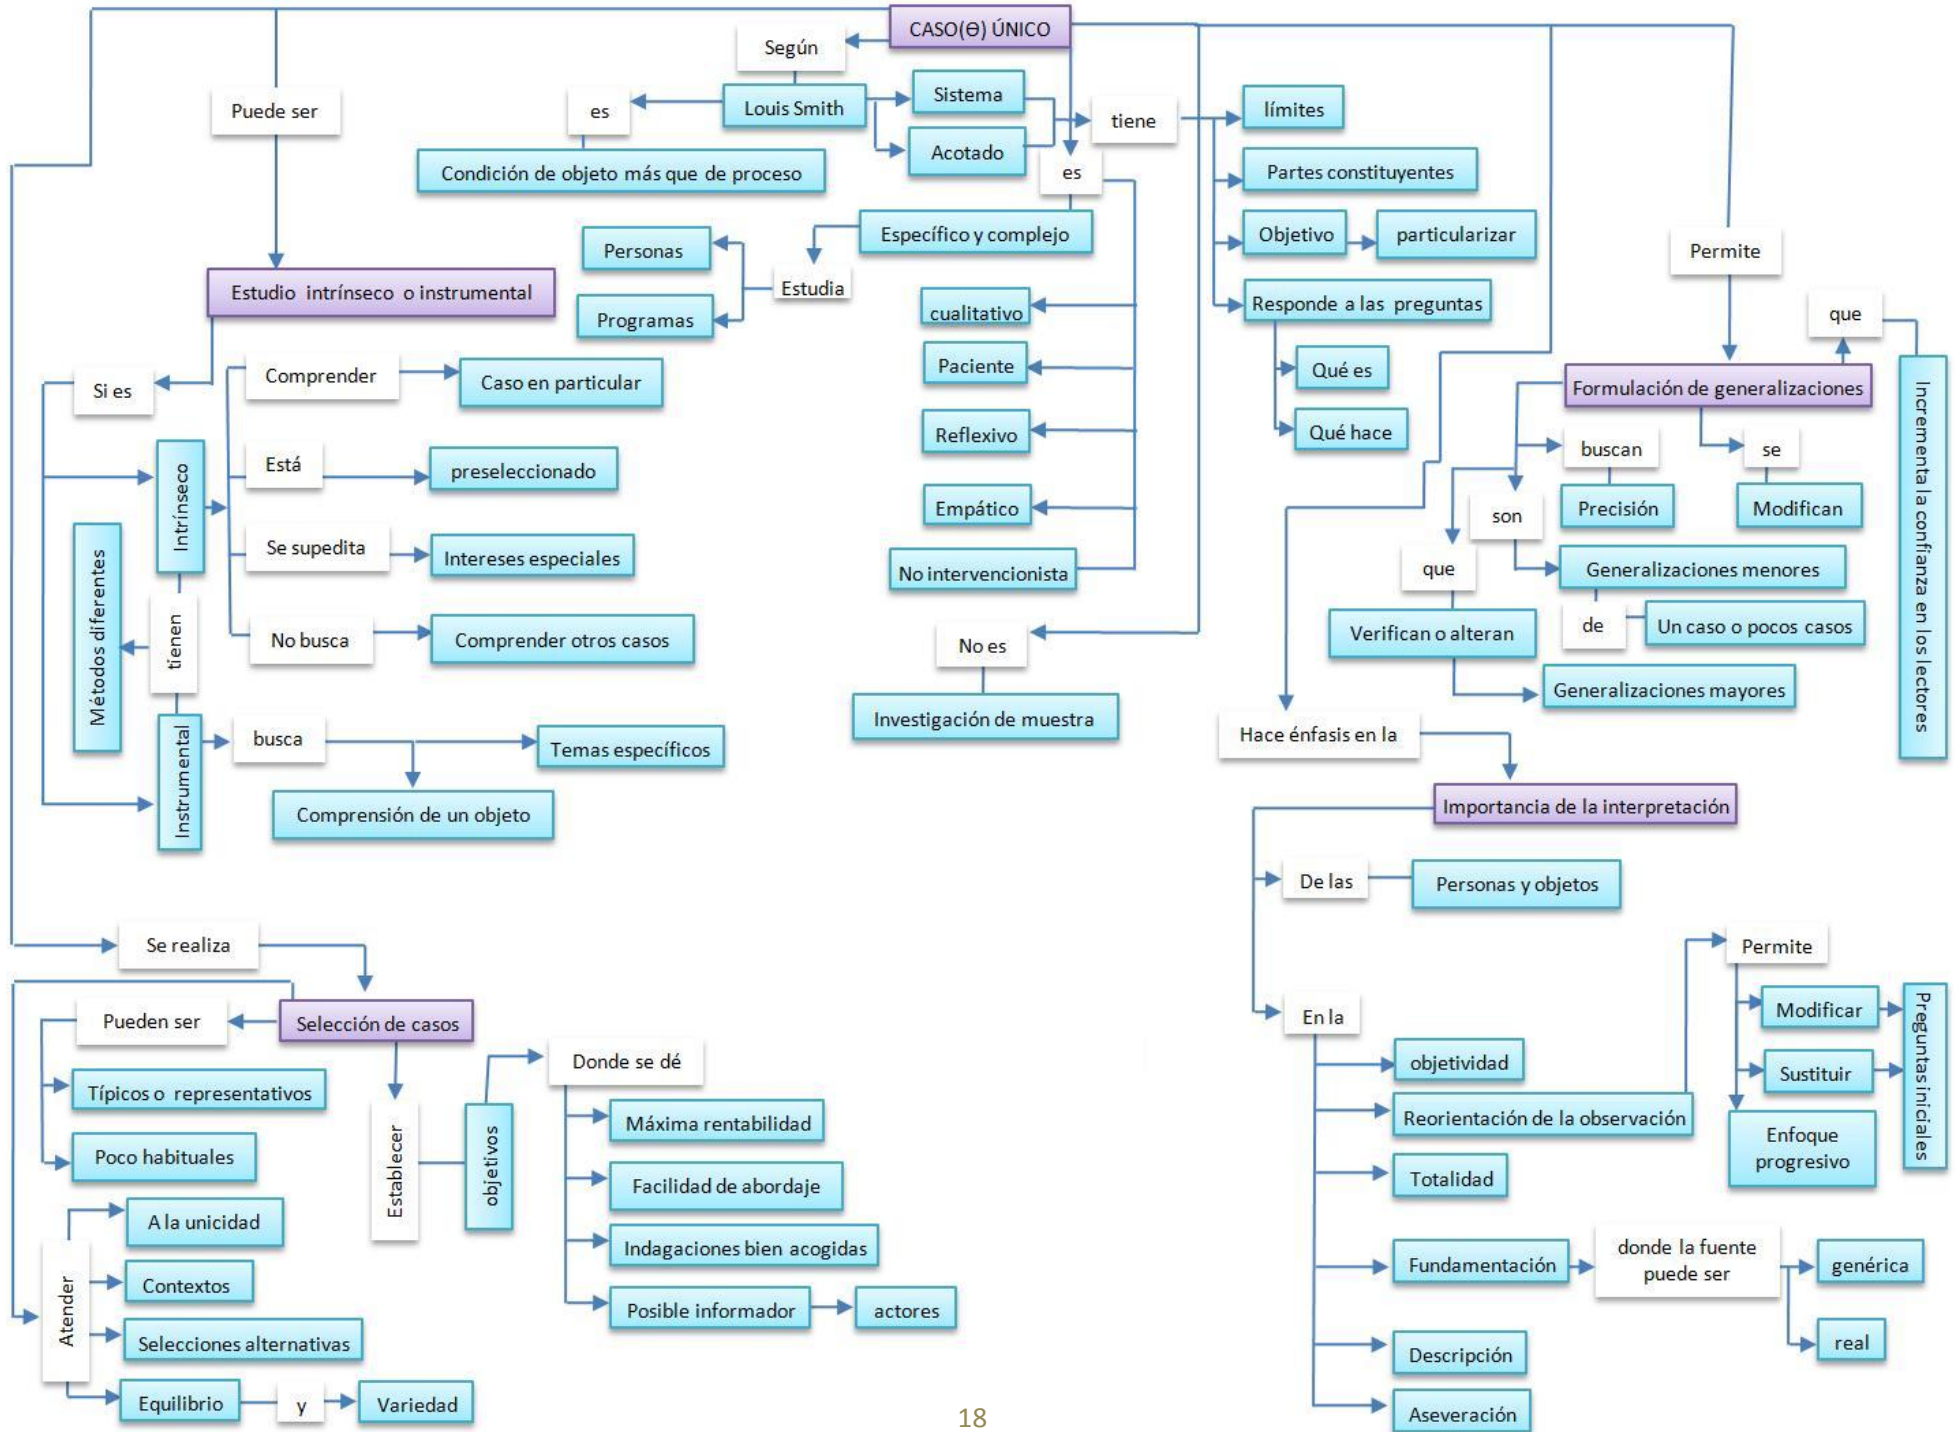 CASO(Ɵ) ÚNICO
Según
Louis Smith
es
Condición de objeto más que de proceso
Sistema
Acotado
tiene
límites
Partes constituyentes
Objetivo
particularizar
Responde a las preguntas
Qué es
Qué hace
es
Específico y complejo
Estudia
Personas
Programas
cualitativo
Paciente
Reflexivo
Empático
No intervencionista
No es
Investigación de muestra
Puede ser
Estudio intrínseco o instrumental
Si es
Intrínseco
tienen
Métodos diferentes
Instrumental
Comprender
Caso en particular
Está
preseleccionado
Se supedita
Intereses especiales
No busca
Comprender otros casos
busca
Temas específicos
Comprensión de un objeto
Permite
Formulación de generalizaciones
que
Incrementa la confianza en los lectores
buscan
Precisión
se
Modifican
son
Generalizaciones menores
de
Un caso o pocos casos
que
Verifican o alteran
Generalizaciones mayores
Hace énfasis en la
Importancia de la interpretación
De las
Personas y objetos
En la
objetividad
Reorientación de la observación
Permite
Modificar
Sustituir
Preguntas iniciales
Enfoque
progresivo
Totalidad
Fundamentación
donde la fuente
puede ser
genérica
real
Descripción
Aseveración
Se realiza
Selección de casos
Pueden ser
Típicos o representativos
Poco habituales
Atender
A la unicidad
Contextos
Selecciones alternativas
Equilibrio
y
Variedad
Establecer
objetivos
Donde se dé
Máxima rentabilidad
Facilidad de abordaje
Indagaciones bien acogidas
Posible informador
actores
18